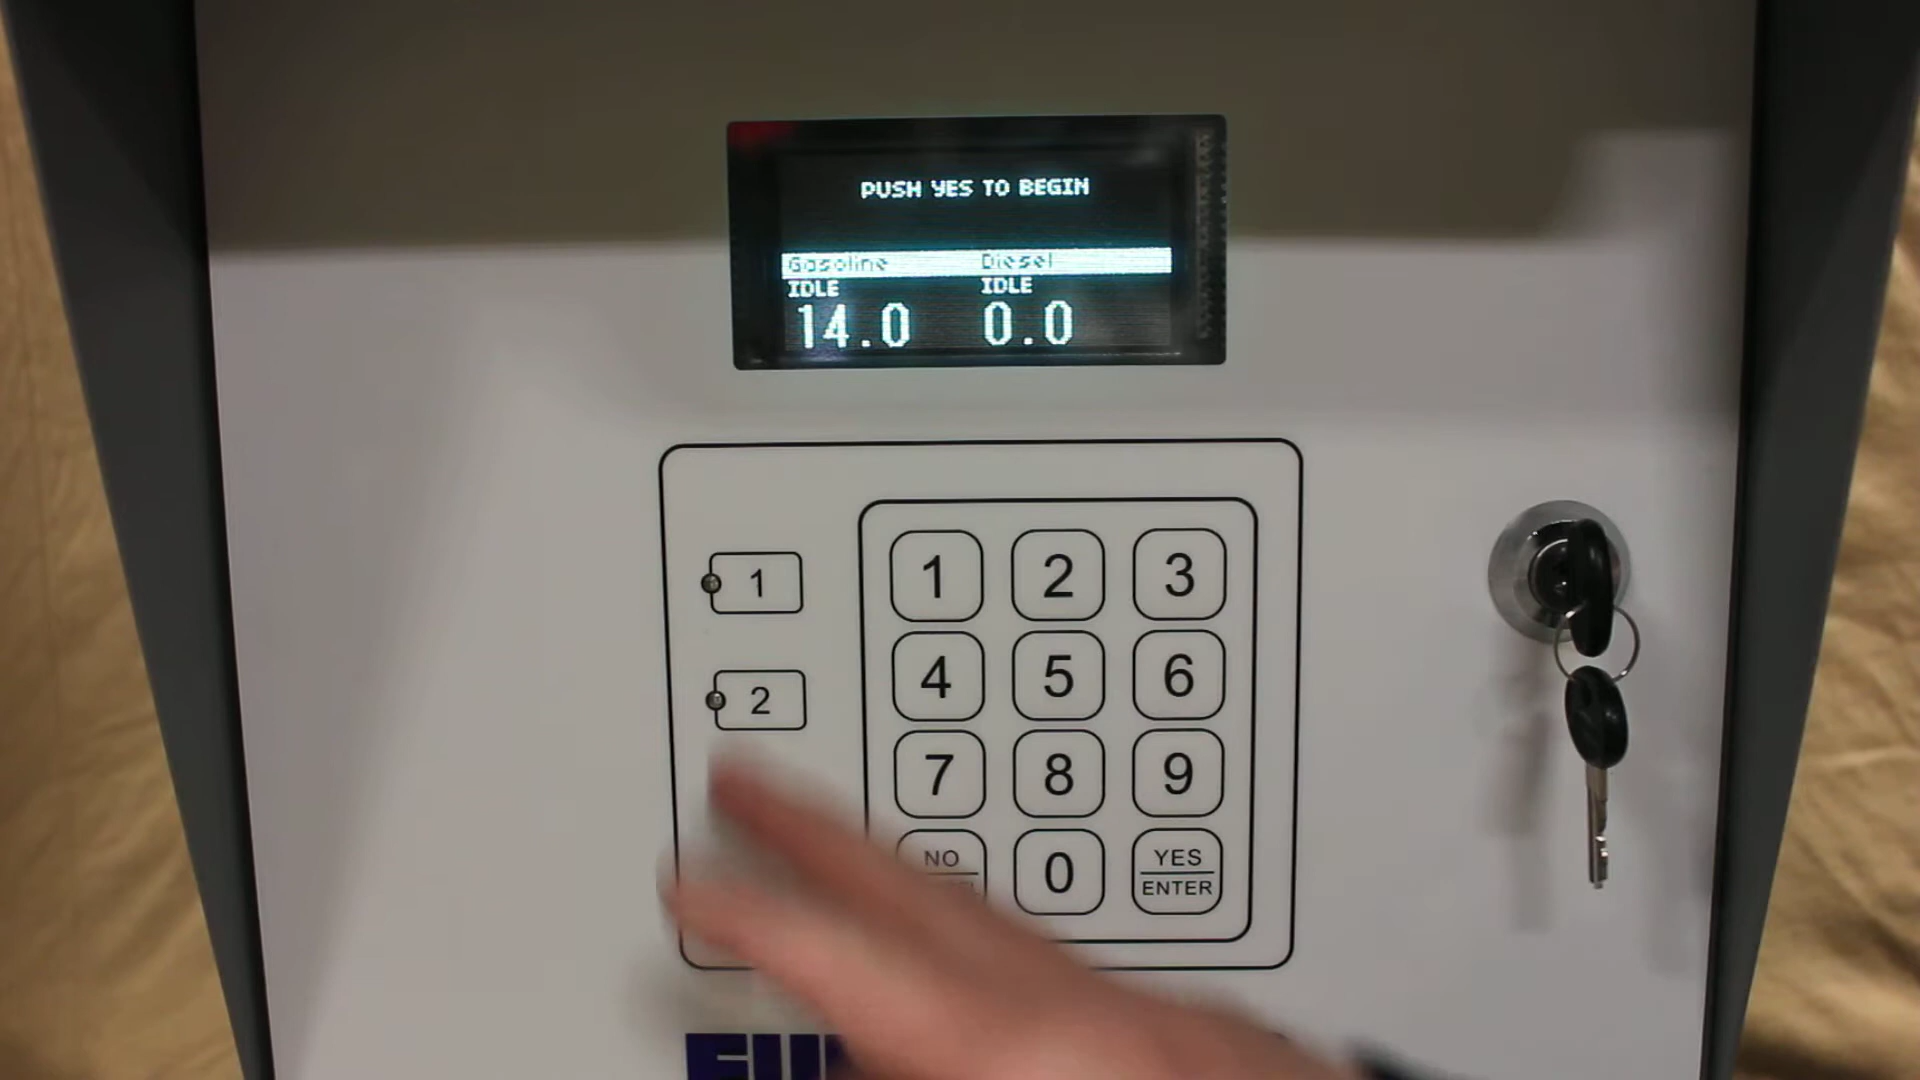 PUSH YES TO BEGIN
Gasoline Diesel
IDLE IDLE
14.0 0.0
1
2
1 2 3
4 5 6
7 8 9
NO
0
YES
ENTER